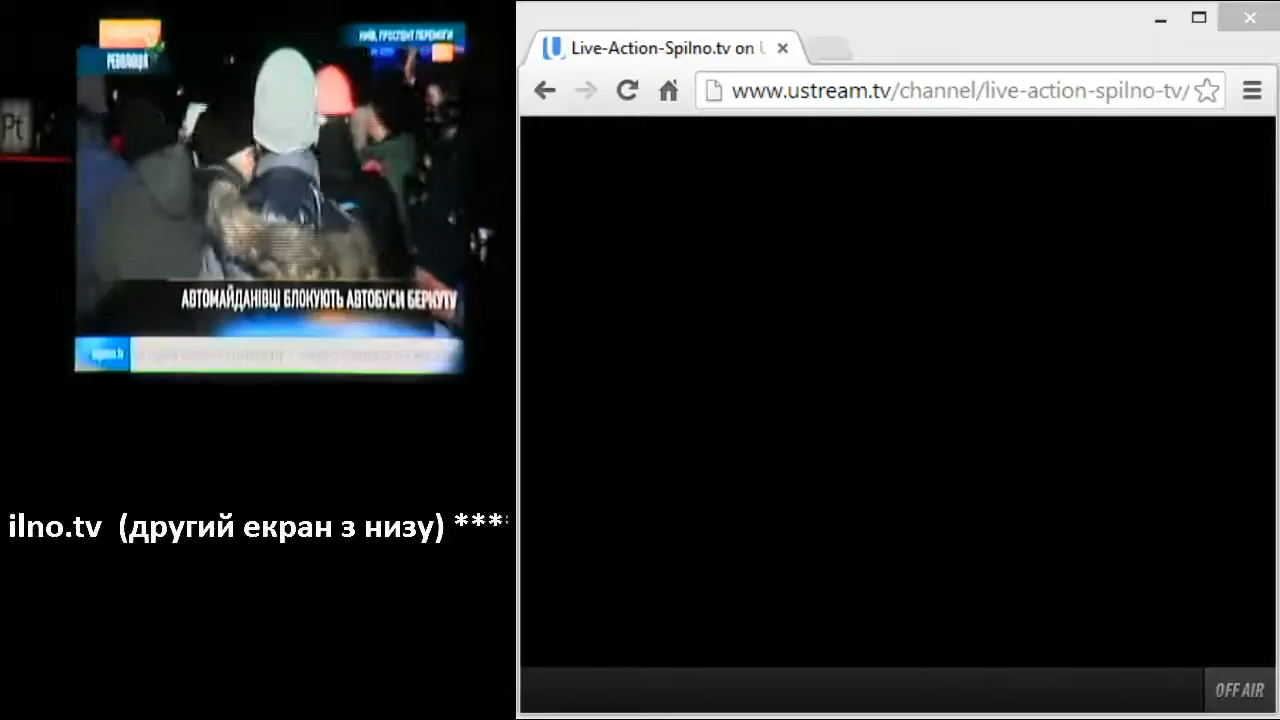 КИЇВ, ПРОСПЕКТ ПЕРЕМОГИ
РЕВОЛЮЦІЯ
Pt
АВТОМАЙДАНІВЦІ БЛОКУЮТЬ АВТОБУСИ БЕРКУТУ
ilno.tv (другий екран з низу) ***
Live-Action-Spilno.tv on
www.ustream.tv/channel/live-action-spilno-tv/
OFF AIR